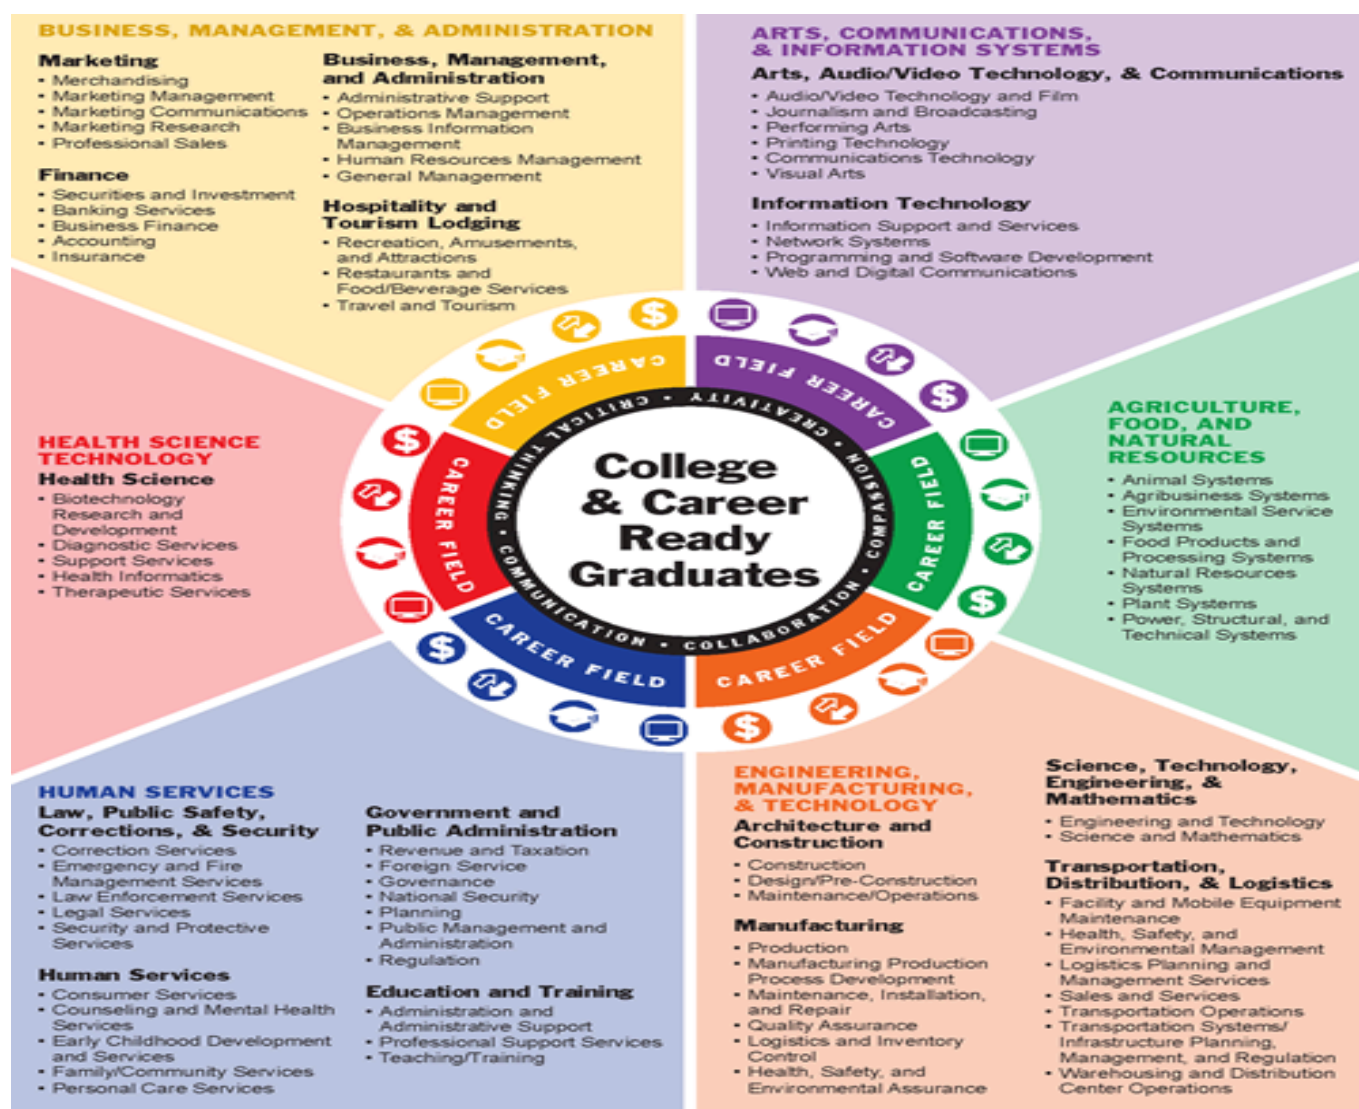 BUSINESS, MANAGEMENT, & ADMINISTRATION
Marketing
• Merchandising
• Marketing Management
• Marketing Communications
• Marketing Research
• Professional Sales
Finance
• Securities and Investment
• Banking Services
• Business Finance
• Accounting
• Insurance
Business, Management,
and Administration
• Administrative Support
• Operations Management
• Business Information
Management
• Human Resources Management
• General Management
Hospitality and
Tourism Lodging
• Recreation, Amusements,
and Attractions
• Restaurants and
Food/Beverage Services
• Travel and Tourism
ARTS, COMMUNICATIONS,
& INFORMATION SYSTEMS
Arts, Audio/Video Technology, & Communications
• Audio/Video Technology and Film
• Journalism and Broadcasting
• Performing Arts
• Printing Technology
• Communications Technology
• Visual Arts
Information Technology
• Information Support and Services
• Network Systems
• Programming and Software Development
• Web and Digital Communications
HEALTH SCIENCE
TECHNOLOGY
Health Science
• Biotechnology
Research and
Development
• Diagnostic Services
• Support Services
• Health Informatics
• Therapeutic Services
$
$
$
$
$
$
CAREER FIELD
CAREER FIELD
CAREER FIELD
CAREER FIELD
CAREER FIELD
CAREER FIELD
CRITICAL THINKING • COMMUNICATION • COLLABORATION • COMPASSION • CREATIVITY •
College
& Career
Ready
Graduates
AGRICULTURE,
FOOD, AND
NATURAL
RESOURCES
• Animal Systems
• Agribusiness Systems
• Environmental Service
Systems
• Food Products and
Processing Systems
• Natural Resources
Systems
• Plant Systems
• Power, Structural, and
Technical Systems
HUMAN SERVICES
Law, Public Safety,
Corrections, & Security
• Correction Services
• Emergency and Fire
Management Services
• Law Enforcement Services
• Legal Services
• Security and Protective
Services
Human Services
• Consumer Services
• Counseling and Mental Health
Services
• Early Childhood Development
and Services
• Family/Community Services
• Personal Care Services
Government and
Public Administration
• Revenue and Taxation
• Foreign Service
• Governance
• National Security
• Planning
• Public Management and
Administration
• Regulation
Education and Training
• Administration and
Administrative Support
• Professional Support Services
• Teaching/Training
ENGINEERING,
MANUFACTURING,
& TECHNOLOGY
Architecture and
Construction
• Construction
• Design/Pre-Construction
• Maintenance/Operations
Manufacturing
• Production
• Manufacturing Production
Process Development
• Maintenance, Installation,
and Repair
• Quality Assurance
• Logistics and Inventory
Control
• Health, Safety, and
Environmental Assurance
Science, Technology,
Engineering, &
Mathematics
• Engineering and Technology
• Science and Mathematics
Transportation,
Distribution, & Logistics
• Facility and Mobile Equipment
Maintenance
• Health, Safety, and
Environmental Management
• Logistics Planning and
Management Services
• Sales and Services
• Transportation Operations
• Transportation Systems/
Infrastructure Planning,
Management, and Regulation
• Warehousing and Distribution
Center Operations